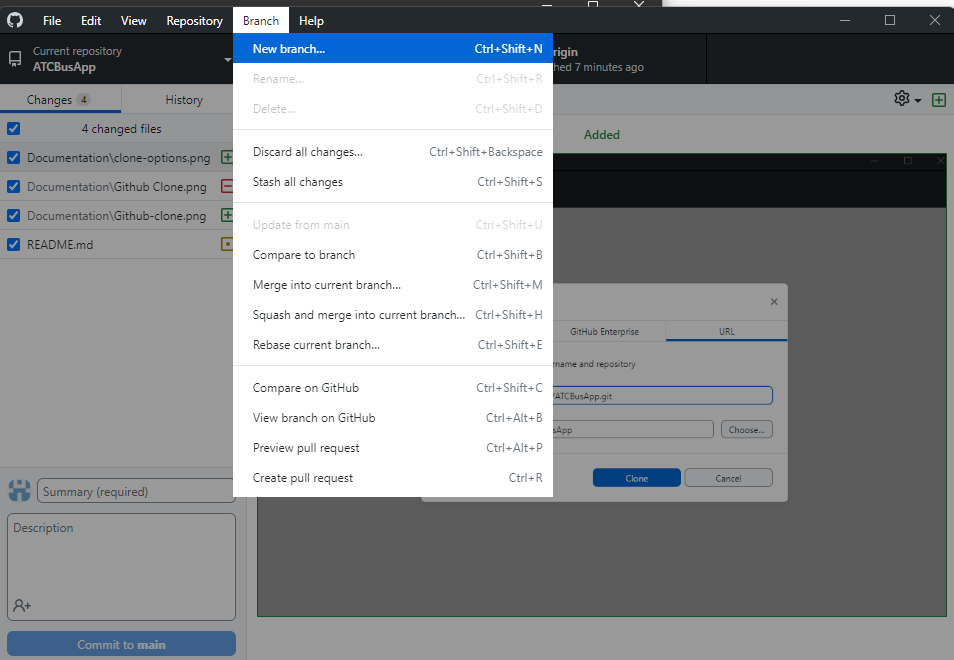 File Edit View Repository Branch Help
Current repository
ATCBusApp
rigin
hed 7 minutes ago
Changes 4 History
4 changed files
Documentation\clone-options.png
Documentation\Github Clone.png
Documentation\Github-clone.png
README.md
New branch... Ctrl+Shift+N
Rename... Ctrl+Shift+R
Delete... Ctrl+Shift+D
Discard all changes... Ctrl+Shift+Backspace
Stash all changes Ctrl+Shift+S
Update from main Ctrl+Shift+U
Compare to branch Ctrl+Shift+B
Merge into current branch... Ctrl+Shift+M
Squash and merge into current branch... Ctrl+Shift+H
Rebase current branch... Ctrl+Shift+E
Compare on GitHub Ctrl+Shift+C
View branch on GitHub Ctrl+Alt+B
Preview pull request Ctrl+Alt+P
Create pull request Ctrl+R
Added
GitHub Enterprise URL
rname and repository
/ATCBusApp.git
sApp Choose...
Clone Cancel
Summary (required)
Description
Commit to main